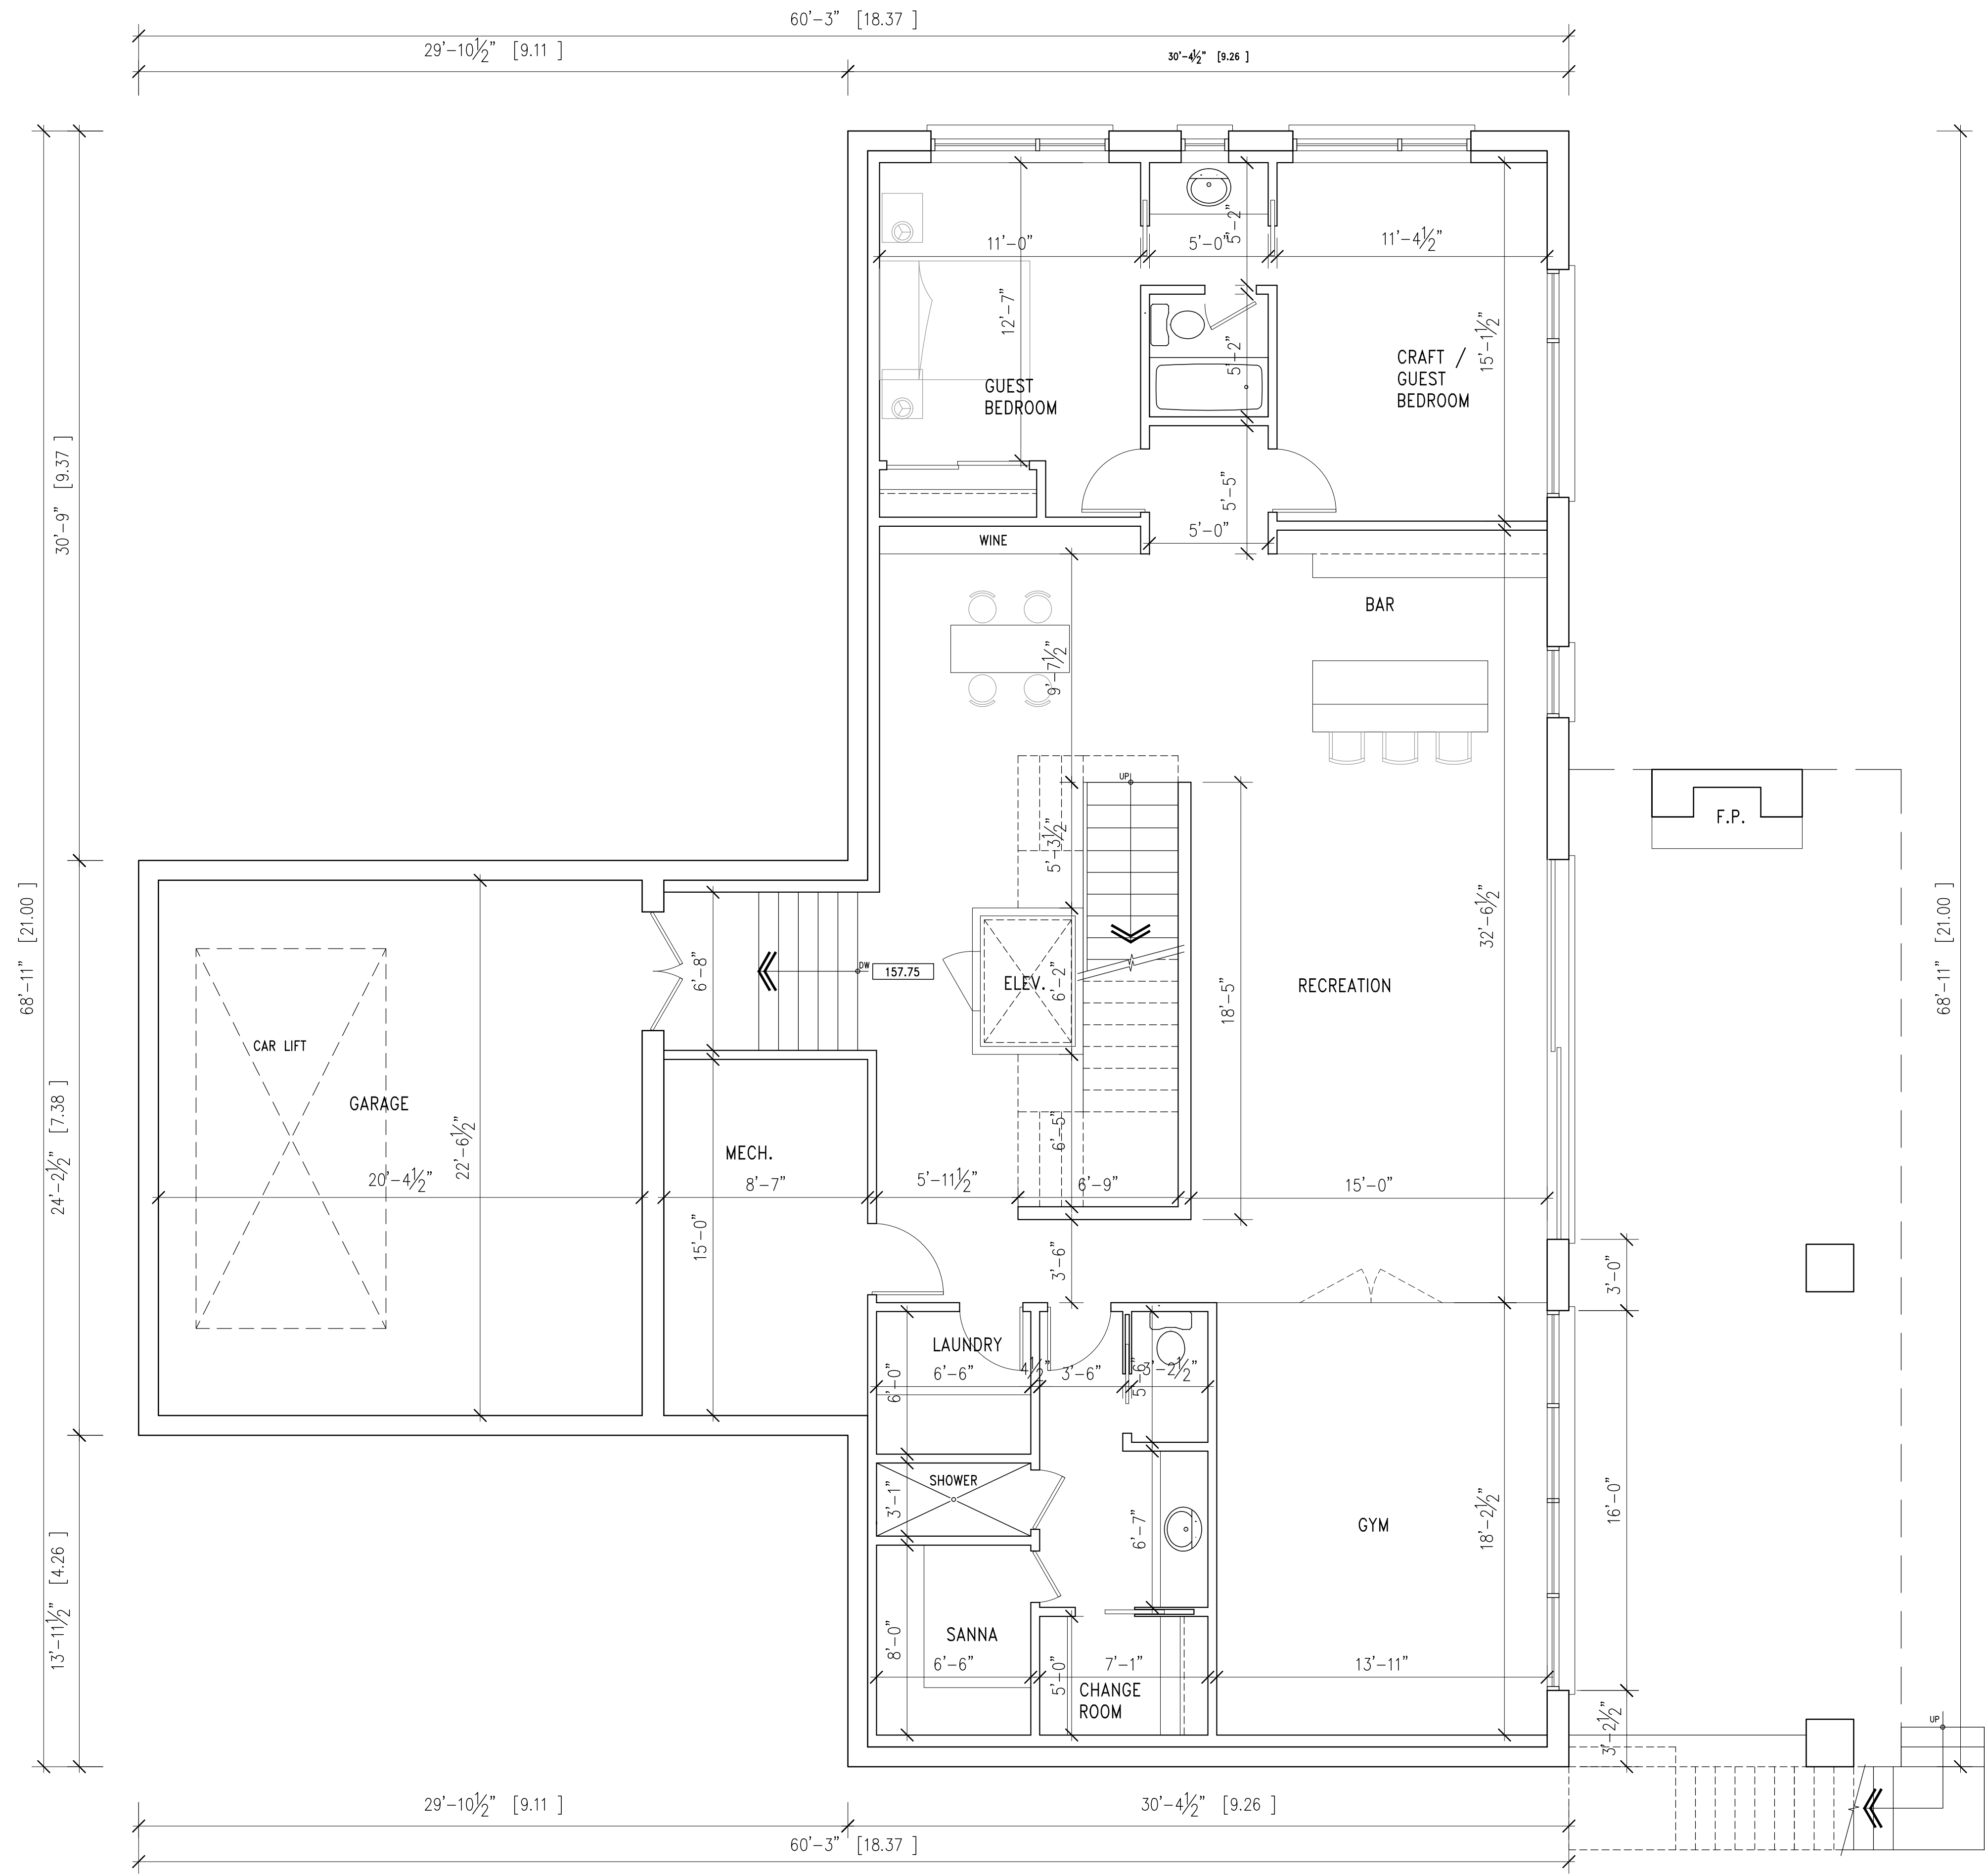 60'-3" [18.37 ]
29'-10½" [9.11 ]
30'-4½" [9.26 ]
11'-0"
5'-0"
5'-2"
11'-4½"
12'-7"
15'-1½"
5'-2"
CRAFT /
GUEST
BEDROOM
GUEST
BEDROOM
30'-9" [9.37 ]
5'-5"
5'-0"
WINE
BAR
9'-7½"
UP
F.P.
5'-3½"
68'-11" [21.00 ]
32'-6½"
68'-11" [21.00 ]
6'-8"
DW
157.75
ELEV.
6'-2"
18'-5"
RECREATION
CAR LIFT
GARAGE
24'-2½" [7.38 ]
22'-6½"
MECH.
6'-5"
20'-4½"
8'-7"
5'-11½"
6'-9"
15'-0"
15'-0"
3'-6"
3'-0"
LAUNDRY
6'-0"
6'-6"
4½"
3'-6"
5'-6"
3'-2½"
SHOWER
3'-1"
6'-7"
GYM
18'-2½"
16'-0"
13'-11½" [4.26 ]
SANNA
8'-0"
6'-6"
5'-0"
7'-1"
13'-11"
CHANGE
ROOM
3'-2½"
UP
29'-10½" [9.11 ]
30'-4½" [9.26 ]
60'-3" [18.37 ]